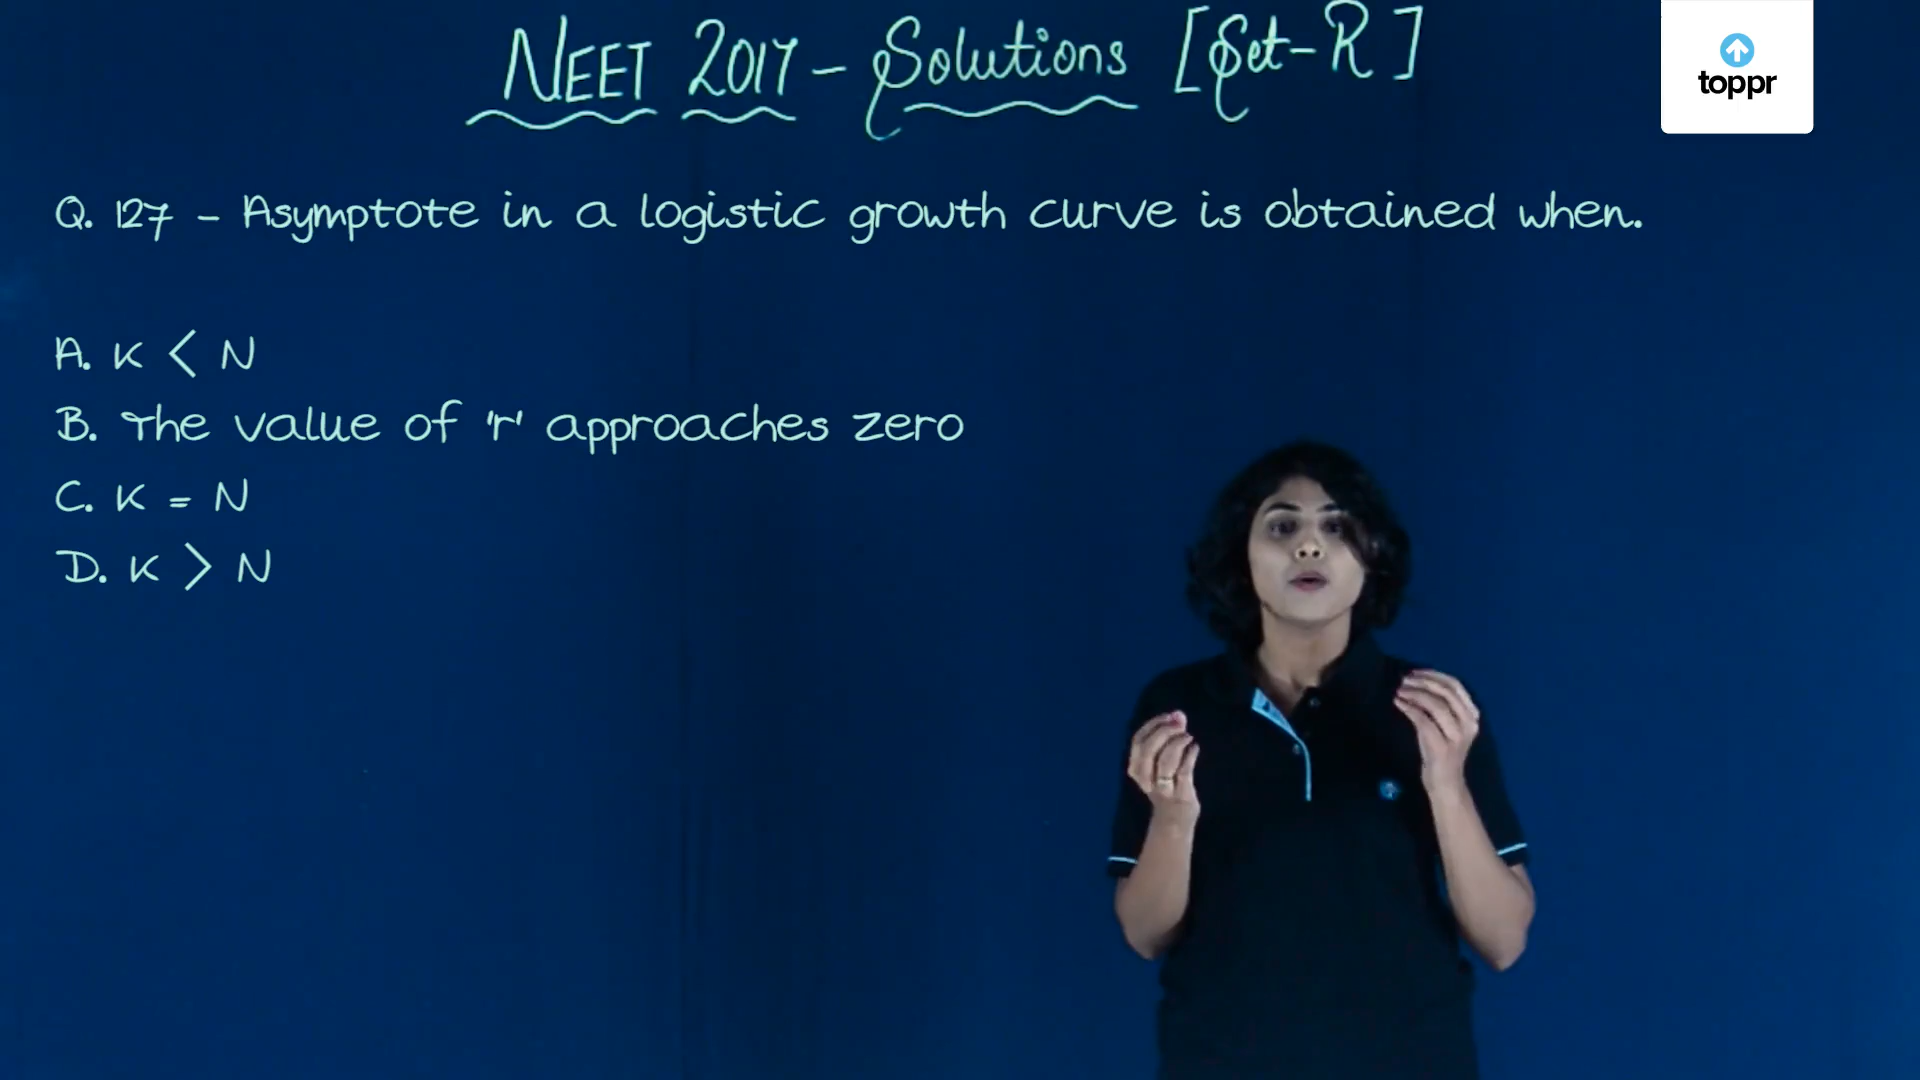 NEET 2017 - Solutions [Set-R]
toppr
Q. 127 - Asymptote in a logistic growth curve is obtained when.
A. K < N
B. The value of 'r' approaches zero
C. K = N
D. K > N